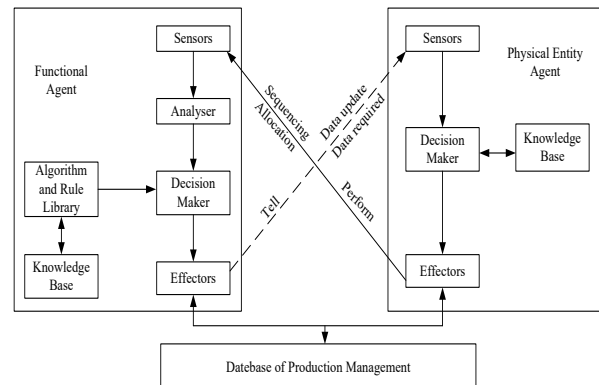 Functional
Agent
Sensors
Analyser
Algorithm
and Rule
Library
Decision
Maker
Knowledge
Base
Effectors
Sequencing
Allocation
Data update
Data required
Tell
Perform
Sensors
Physical Entity
Agent
Decision
Maker
Knowledge
Base
Effectors
Datebase of Production Management